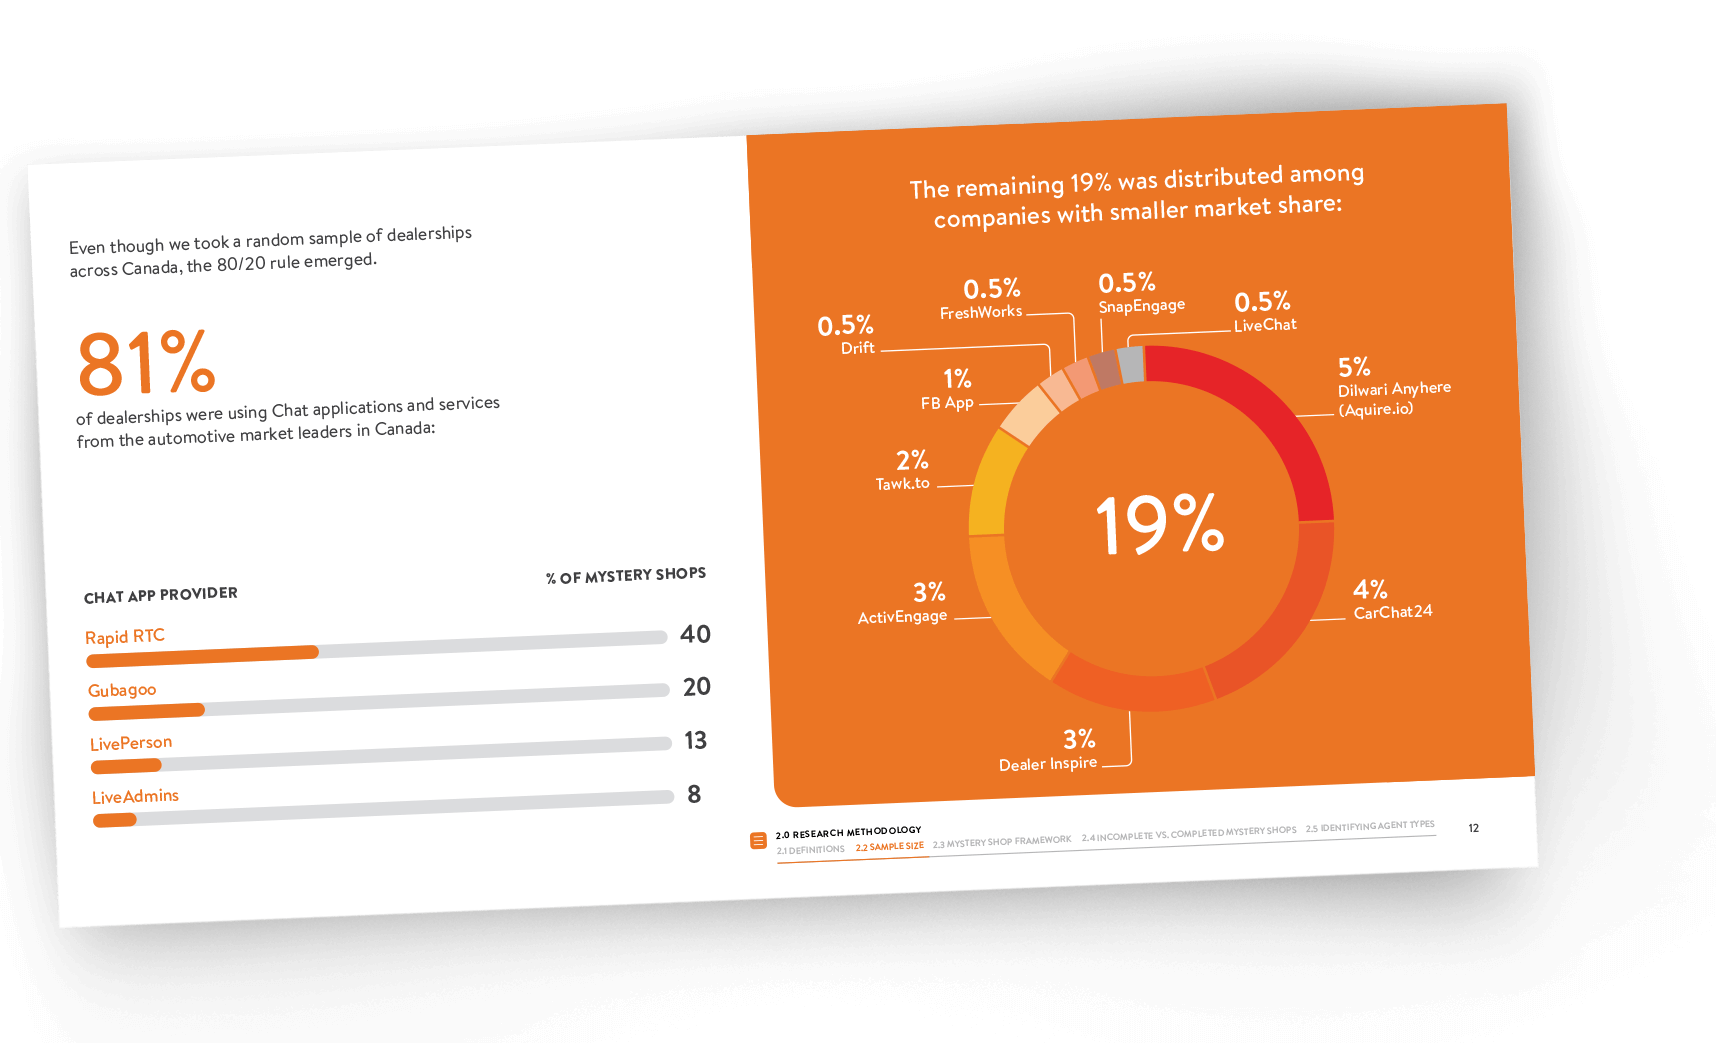 Even though we took a random sample of dealerships
across Canada, the 80/20 rule emerged.
81%
of dealerships were using Chat applications and services
from the automotive market leaders in Canada:
CHAT APP PROVIDER
% OF MYSTERY SHOPS
Rapid RTC
40
Gubagoo
20
LivePerson
13
LiveAdmins
8
The remaining 19% was distributed among
companies with smaller market share:
0.5%
FreshWorks
0.5%
SnapEngage
0.5%
LiveChat
0.5%
Drift
1%
FB App
5%
Dilwari Anyhere
(Aquire.io)
2%
Tawk.to
19%
3%
ActivEngage
4%
CarChat24
3%
Dealer Inspire
2.0 RESEARCH METHODOLOGY
2.1 DEFINITIONS 2.2 SAMPLE SIZE 2.3 MYSTERY SHOP FRAMEWORK 2.4 INCOMPLETE VS. COMPLETED MYSTERY SHOPS 2.5 IDENTIFYING AGENT TYPES
12